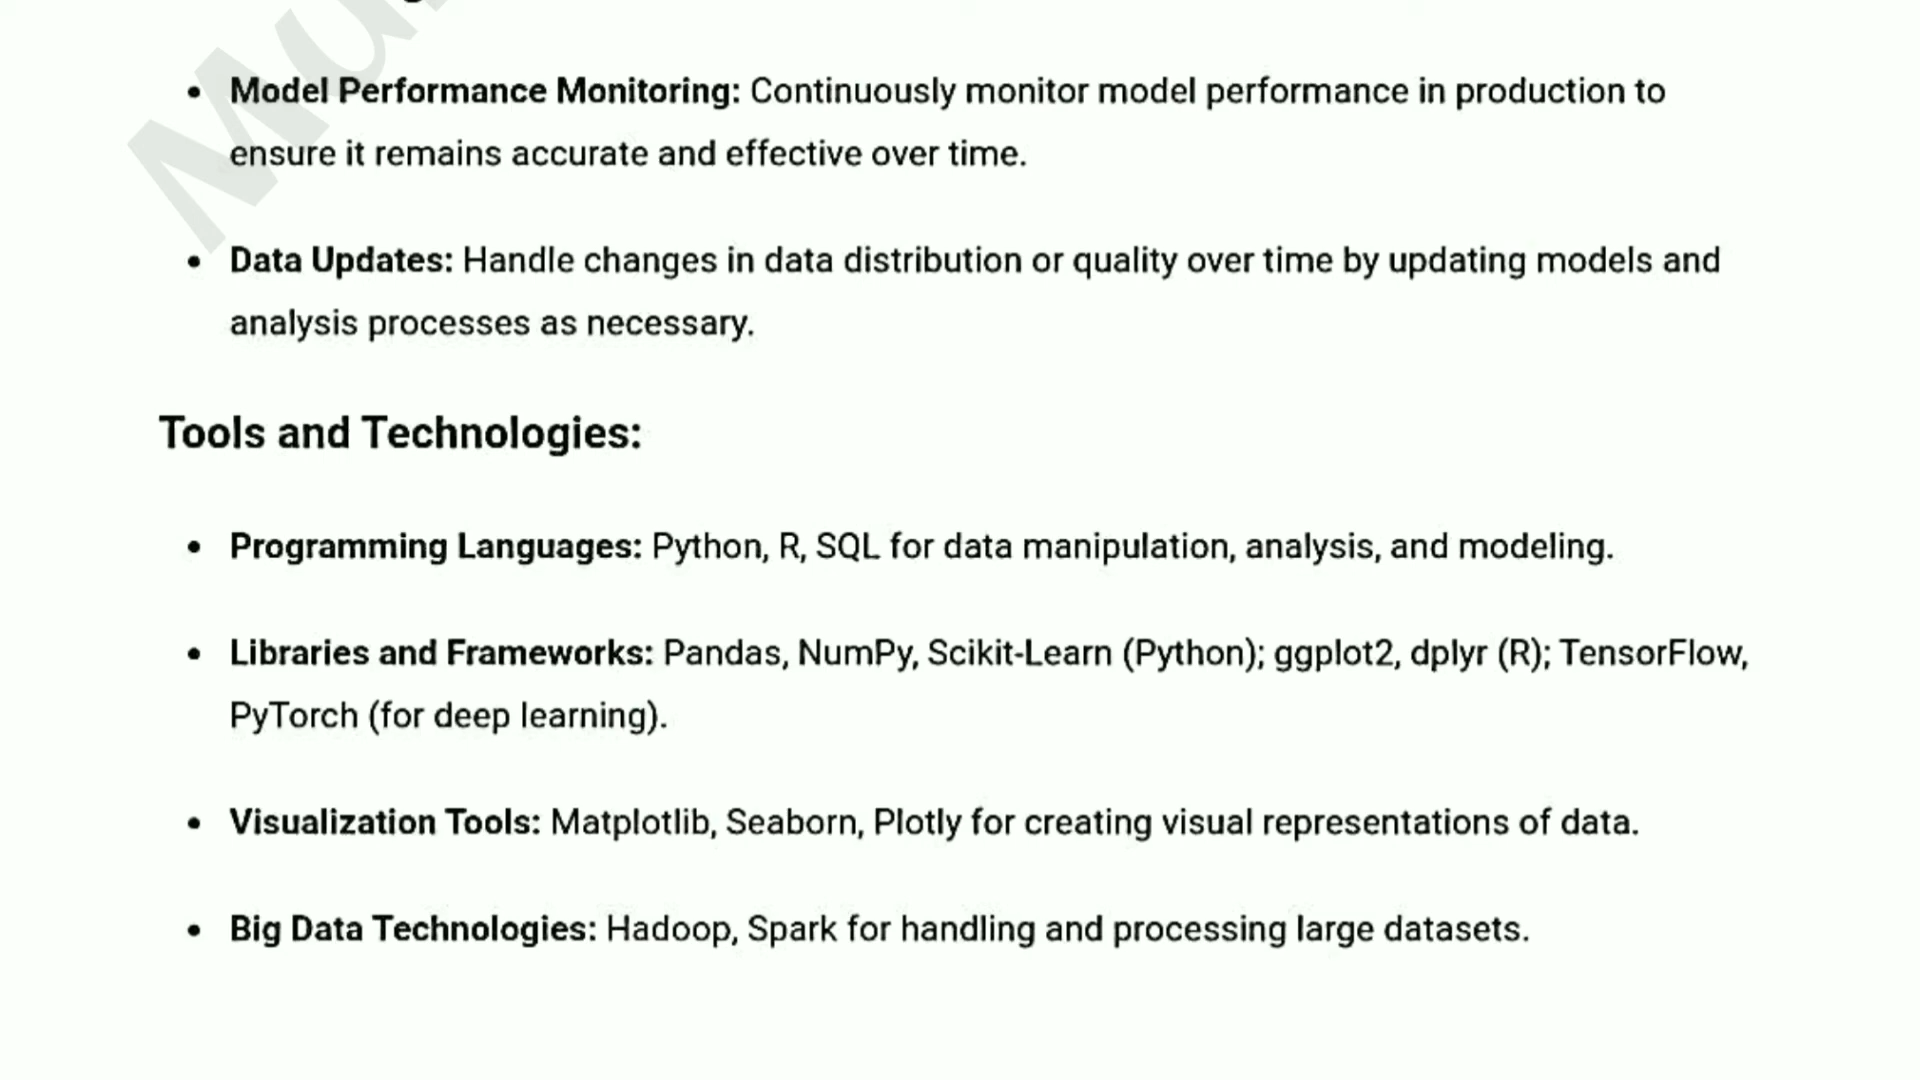 Model Performance Monitoring: Continuously monitor model performance in production to
ensure it remains accurate and effective over time.
Data Updates: Handle changes in data distribution or quality over time by updating models and
analysis processes as necessary.
Tools and Technologies:
Programming Languages: Python, R, SQL for data manipulation, analysis, and modeling.
Libraries and Frameworks: Pandas, NumPy, Scikit-Learn (Python); ggplot2, dplyr (R); TensorFlow,
PyTorch (for deep learning).
Visualization Tools: Matplotlib, Seaborn, Plotly for creating visual representations of data.
Big Data Technologies: Hadoop, Spark for handling and processing large datasets.